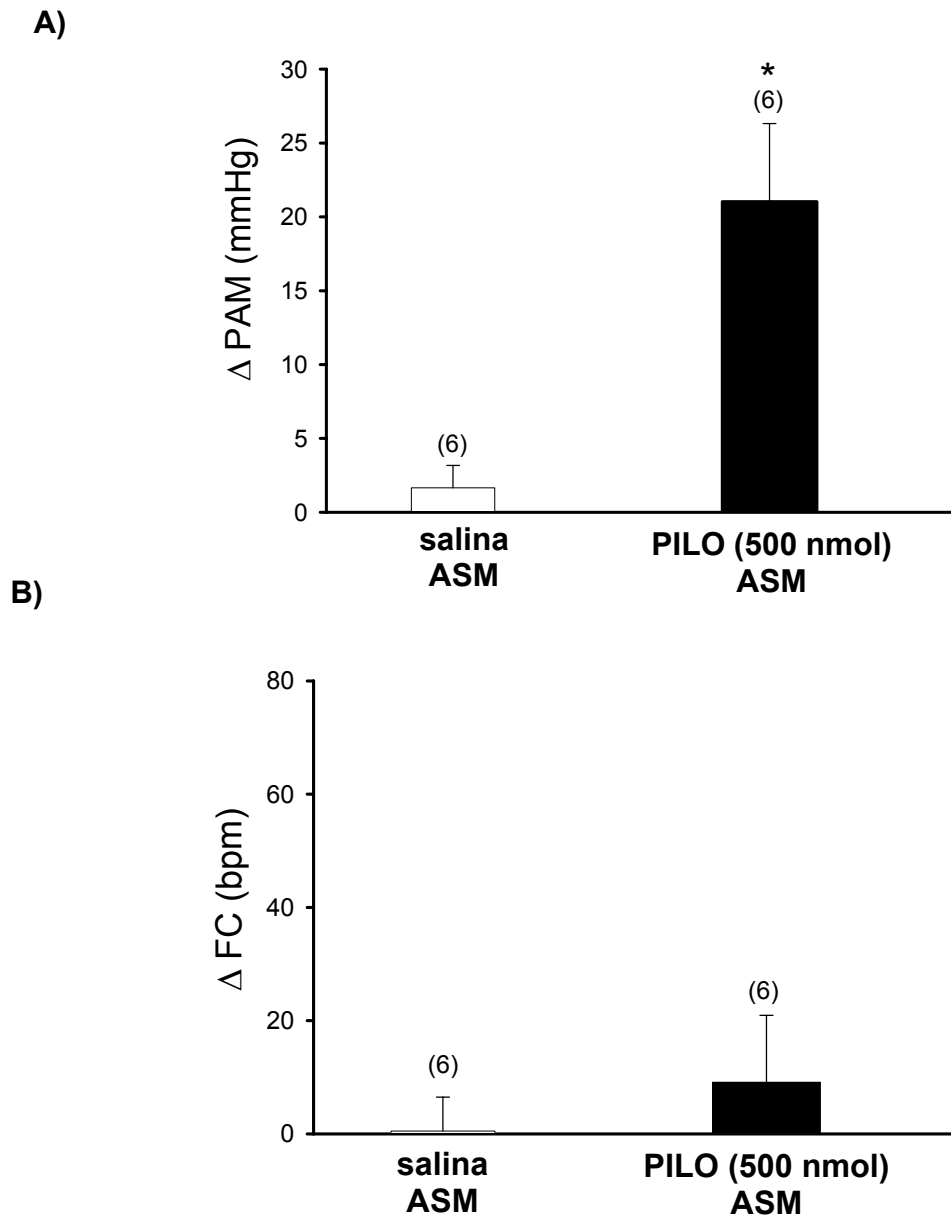 A)
30
25
20
15
10
5
0
Δ PAM (mmHg)
(6)
*
(6)
salina
ASM
PILO (500 nmol)
ASM
B)
80
60
40
20
0
Δ FC (bpm)
(6)
(6)
salina
ASM
PILO (500 nmol)
ASM